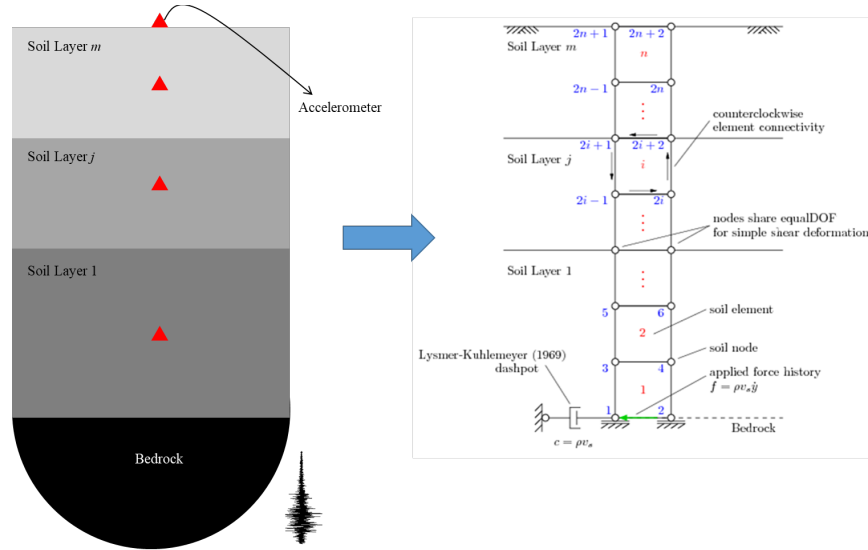 Soil Layer m
Soil Layer j
Soil Layer 1
Bedrock
Accelerometer
Soil Layer m
2n + 1
2n + 2
n
2n − 1
2n
counterclockwise
element connectivity
2i + 1
2i + 2
Soil Layer j
i
2i − 1
2i
nodes share equalDOF
for simple shear deformation
Soil Layer 1
5
6
soil element
2
Lysmer-Kuhlemeyer (1969)
dashpot
3
4
soil node
applied force history
f = ρvₛẏ
1
1
2
Bedrock
c = ρvₛ